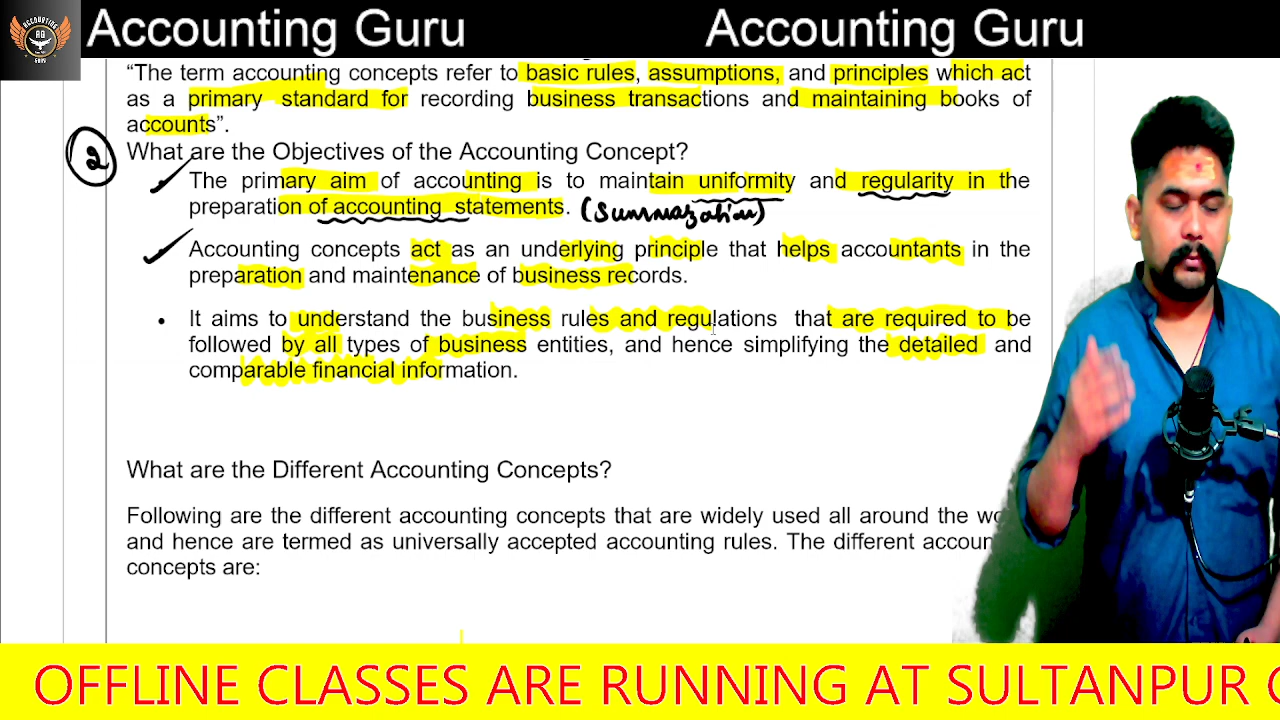 Accounting Guru
Accounting Guru
ACCOUNTING
AG
GURU
“The term accounting concepts refer to basic rules, assumptions, and principles which act
as a primary standard for recording business transactions and maintaining books of
accounts”.
2
What are the Objectives of the Accounting Concept?
The primary aim of accounting is to maintain uniformity and regularity in the
preparation of accounting statements. (Summarization)
Accounting concepts act as an underlying principle that helps accountants in the
preparation and maintenance of business records.
• It aims to understand the business rules and regulations that are required to be
followed by all types of business entities, and hence simplifying the detailed and
comparable financial information.
What are the Different Accounting Concepts?
Following are the different accounting concepts that are widely used all around the wo
and hence are termed as universally accepted accounting rules. The different accoun
concepts are:
OFFLINE CLASSES ARE RUNNING AT SULTANPUR